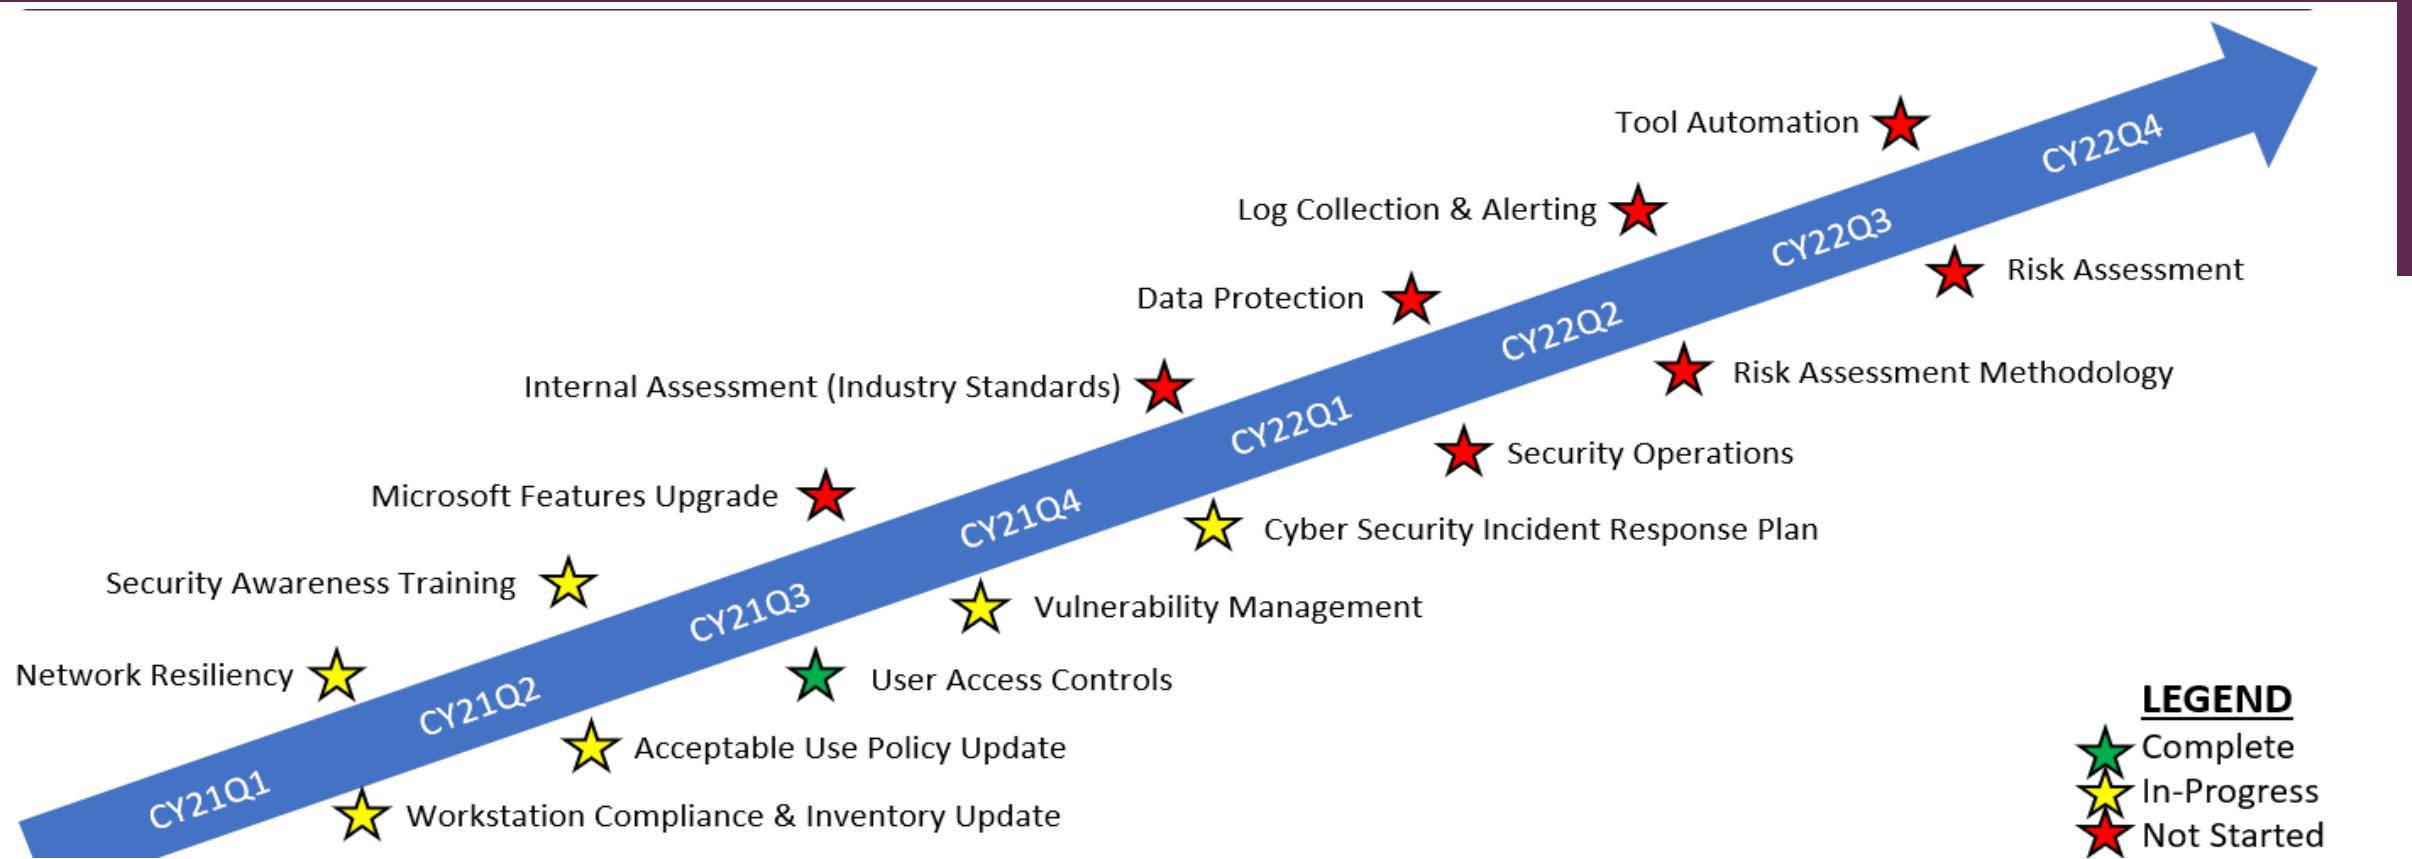 Tool Automation
CY22Q4
Log Collection & Alerting
CY22Q3
Risk Assessment
Data Protection
CY22Q2
Risk Assessment Methodology
Internal Assessment (Industry Standards)
CY22Q1
Security Operations
Microsoft Features Upgrade
CY21Q4
Cyber Security Incident Response Plan
Security Awareness Training
CY21Q3
Vulnerability Management
Network Resiliency
CY21Q2
User Access Controls
Acceptable Use Policy Update
CY21Q1
Workstation Compliance & Inventory Update
LEGEND
Complete
In-Progress
Not Started